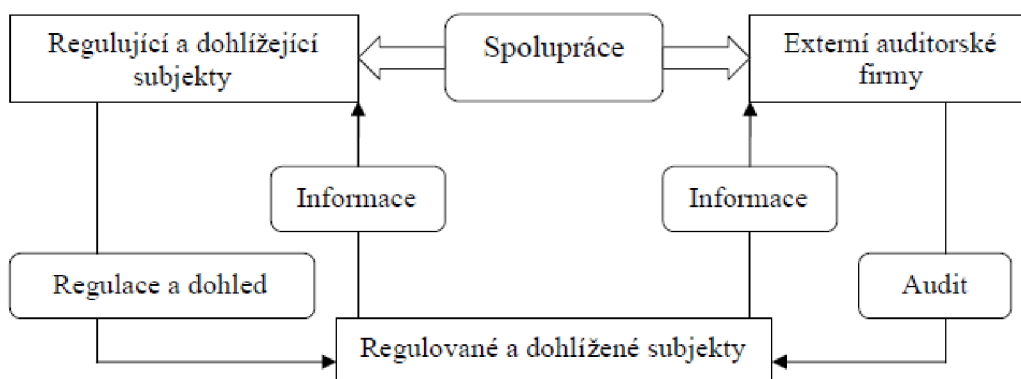 Regulující a dohlížející
subjekty
Spolupráce
Externí auditorské
firmy
Informace
Informace
Regulace a dohled
Audit
Regulované a dohlížené subjekty